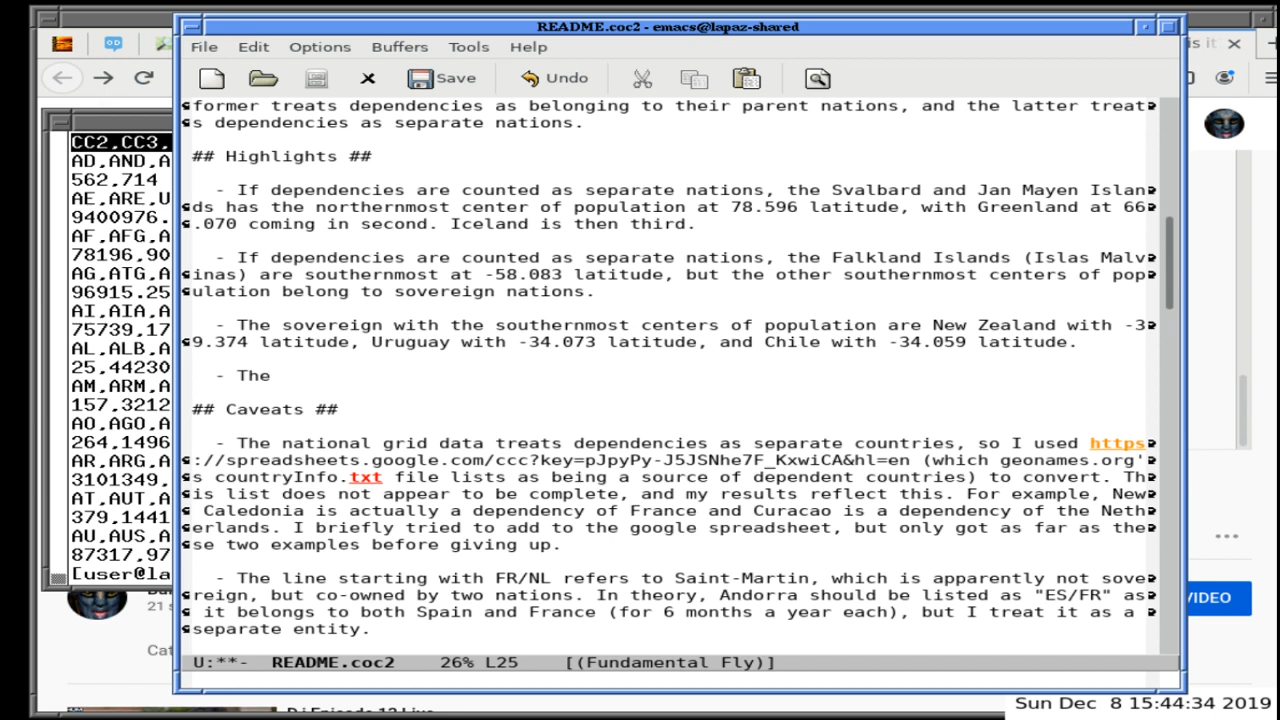 README.coc2 - emacs@lapaz-shared
File Edit Options Buffers Tools Help
Save Undo
is it
former treats dependencies as belonging to their parent nations, and the latter treat
s dependencies as separate nations.
## Highlights ##
- If dependencies are counted as separate nations, the Svalbard and Jan Mayen Islan
ds has the northernmost center of population at 78.596 latitude, with Greenland at 66
.070 coming in second. Iceland is then third.
- If dependencies are counted as separate nations, the Falkland Islands (Islas Malv
inas) are southernmost at -58.083 latitude, but the other southernmost centers of pop
ulation belong to sovereign nations.
- The sovereign with the southernmost centers of population are New Zealand with -3
9.374 latitude, Uruguay with -34.073 latitude, and Chile with -34.059 latitude.
- The
## Caveats ##
- The national grid data treats dependencies as separate countries, so I used https
://spreadsheets.google.com/ccc?key=pJpyPy-J5JSNhe7F_KxwiCA&hl=en (which geonames.org'
s countryInfo.txt file lists as being a source of dependent countries) to convert. Th
is list does not appear to be complete, and my results reflect this. For example, New
Caledonia is actually a dependency of France and Curacao is a dependency of the Neth
erlands. I briefly tried to add to the google spreadsheet, but only got as far as the
se two examples before giving up.
- The line starting with FR/NL refers to Saint-Martin, which is apparently not sove
reign, but co-owned by two nations. In theory, Andorra should be listed as "ES/FR" as
it belongs to both Spain and France (for 6 months a year each), but I treat it as a
separate entity.
U:**- README.coc2 26% L25 [(Fundamental Fly)]
CC2,CC3,
AD,AND,A
562,714
AE,ARE,U
9400976.
AF,AFG,A
78196,90
AG,ATG,A
96915.25
AI,AIA,A
75739,17
AL,ALB,A
25,44230
AM,ARM,A
157,3212
AO,AGO,A
264,1496
AR,ARG,A
3101349,
AT,AUT,A
379,1441
AU,AUS,A
87317,97
[user@la
21 s
Cat
VIDEO
Sun Dec 8 15:44:34 2019